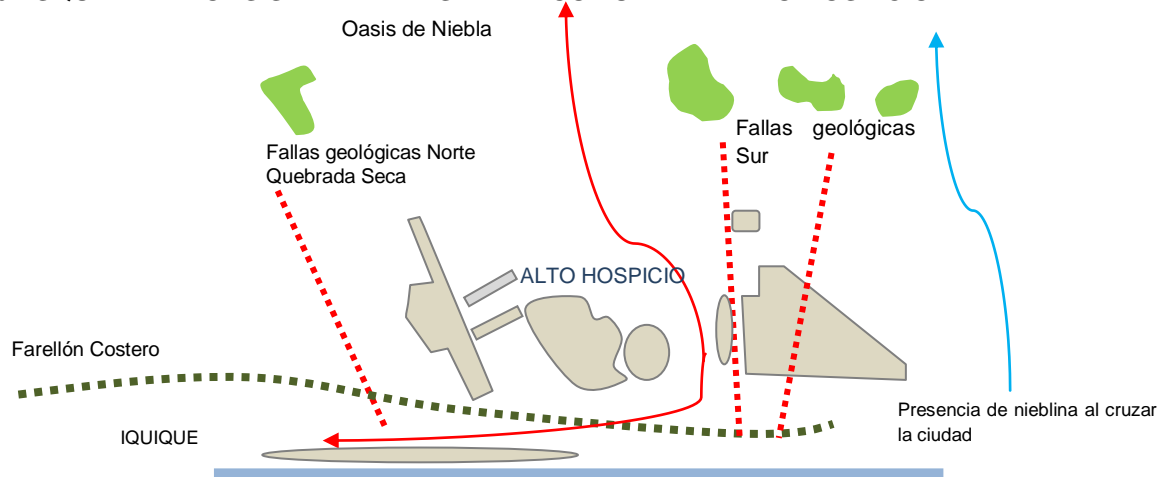 Oasis de Niebla
Fallas geológicas
Sur
Fallas geológicas Norte
Quebrada Seca
ALTO HOSPICIO
Farellón Costero
Presencia de nieblina al cruzar
la ciudad
IQUIQUE